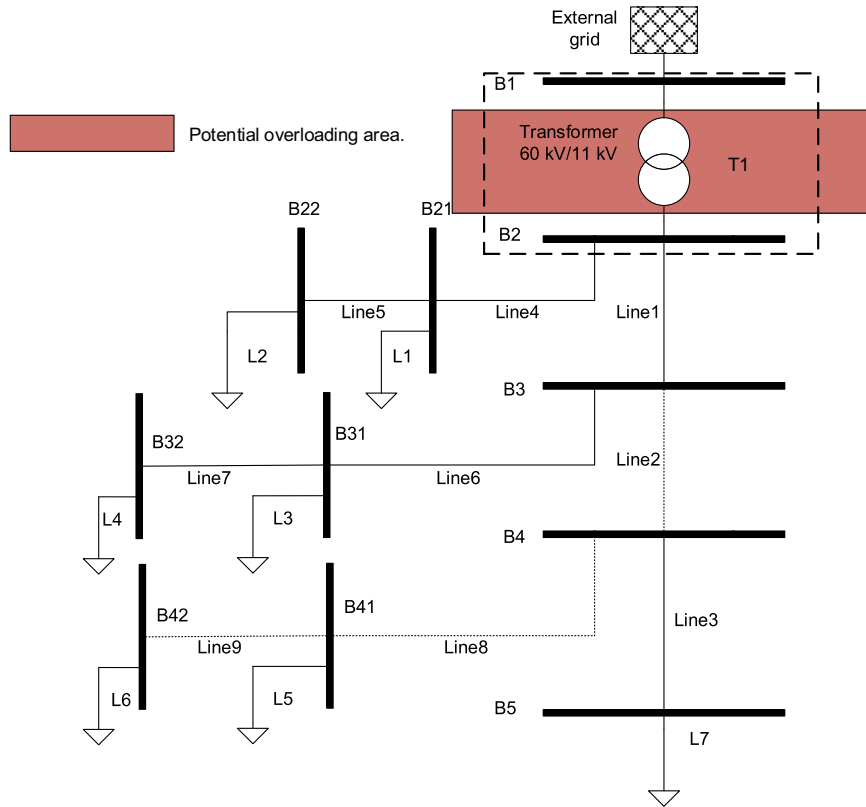 External
grid
B1
Potential overloading area.
Transformer
60 kV/11 kV
T1
B22
B21
B2
Line5
Line4
Line1
L2
L1
B3
B32
B31
Line2
Line7
Line6
L4
L3
B4
B42
B41
Line3
Line9
Line8
L6
L5
B5
L7